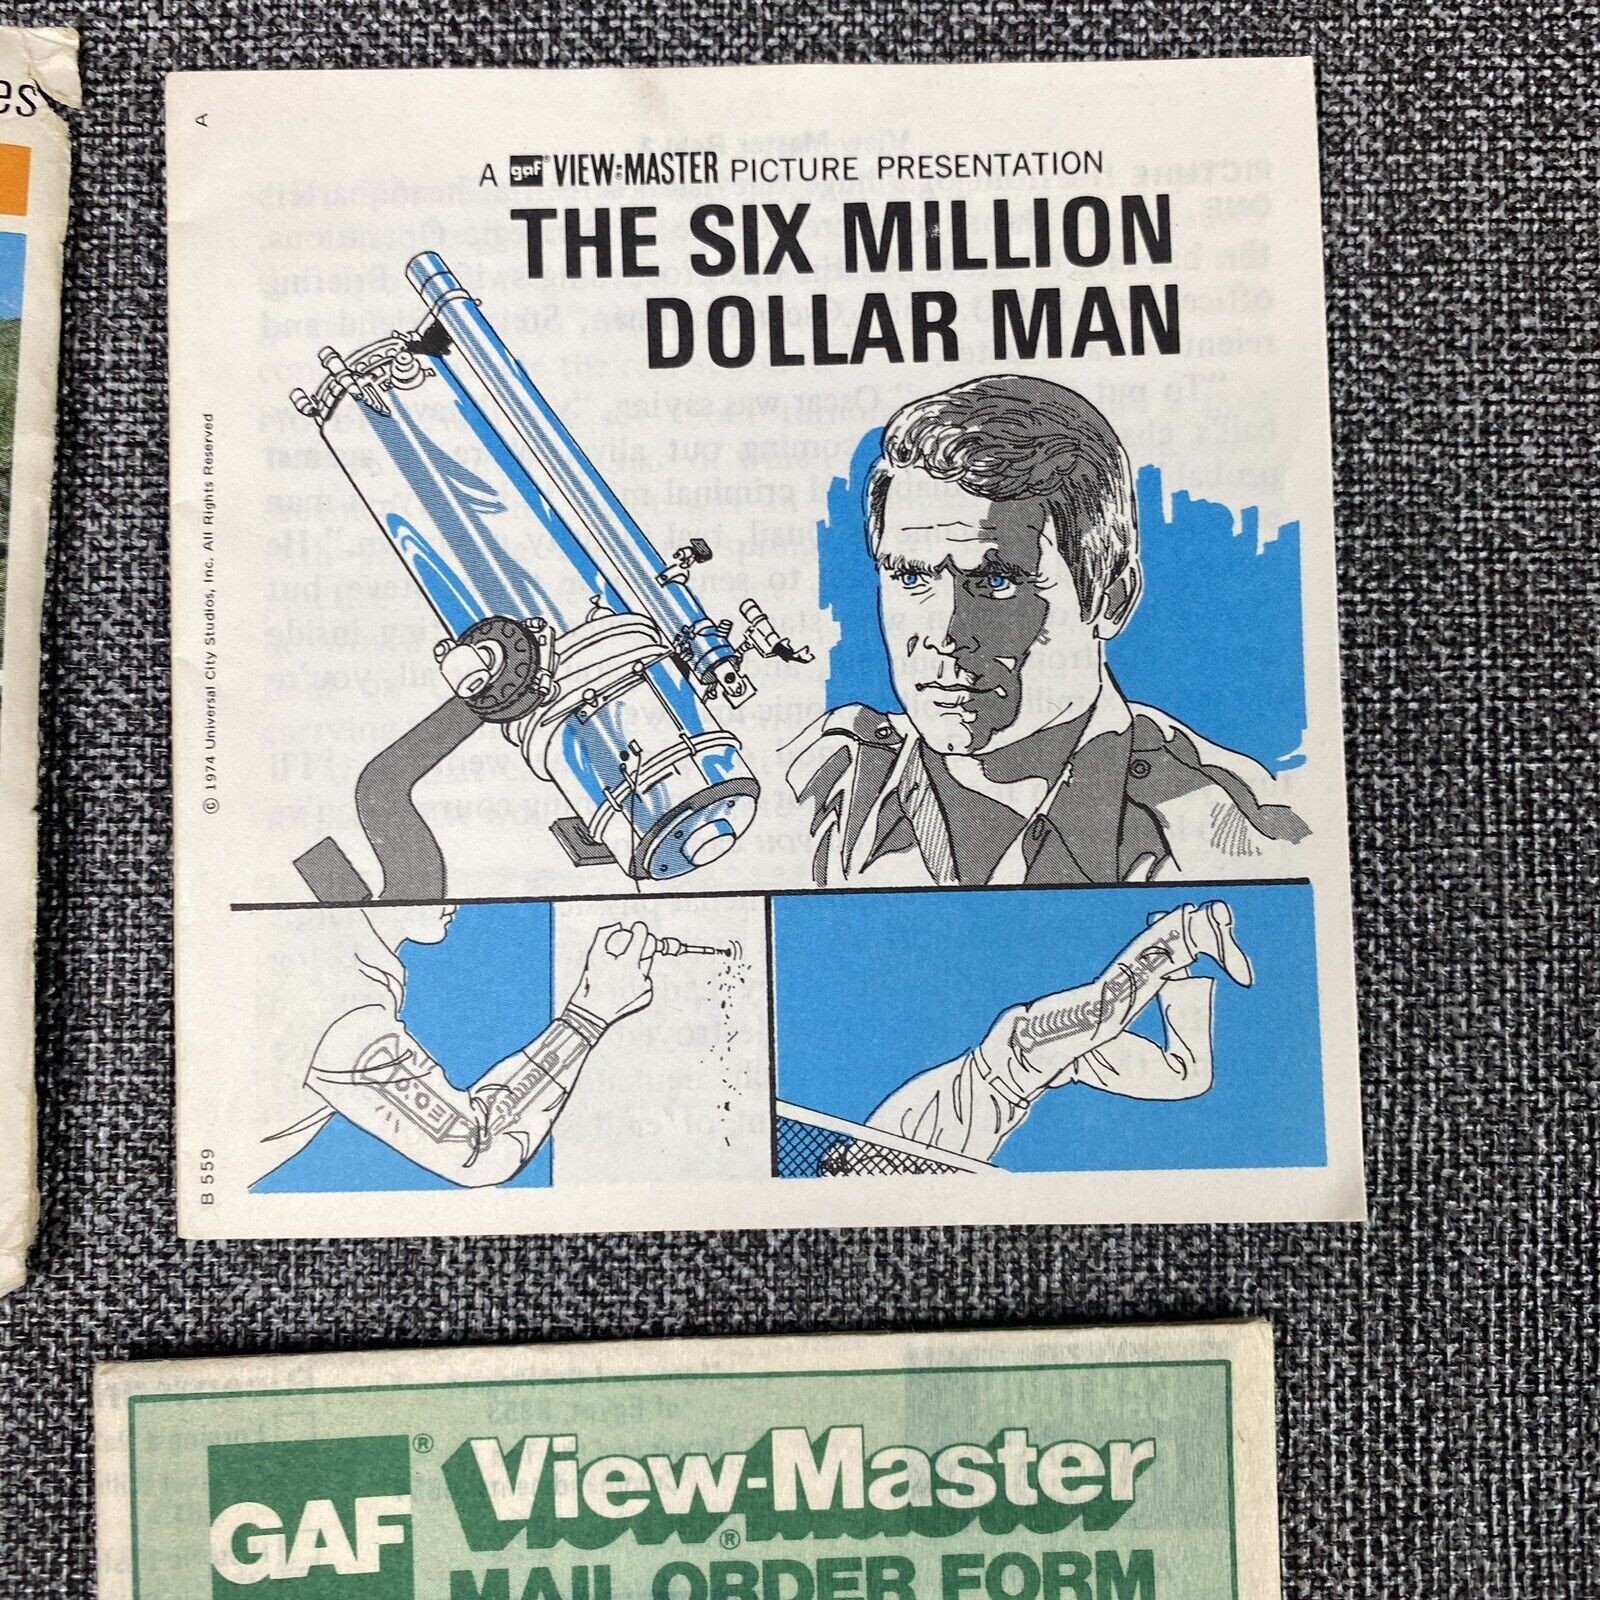 es
A
A gaf® VIEW-MASTER® PICTURE PRESENTATION
THE SIX MILLION
DOLLAR MAN
© 1974 Universal City Studios, Inc. All Rights Reserved
B 559
GAF® View-Master®
MAIL ORDER FORM